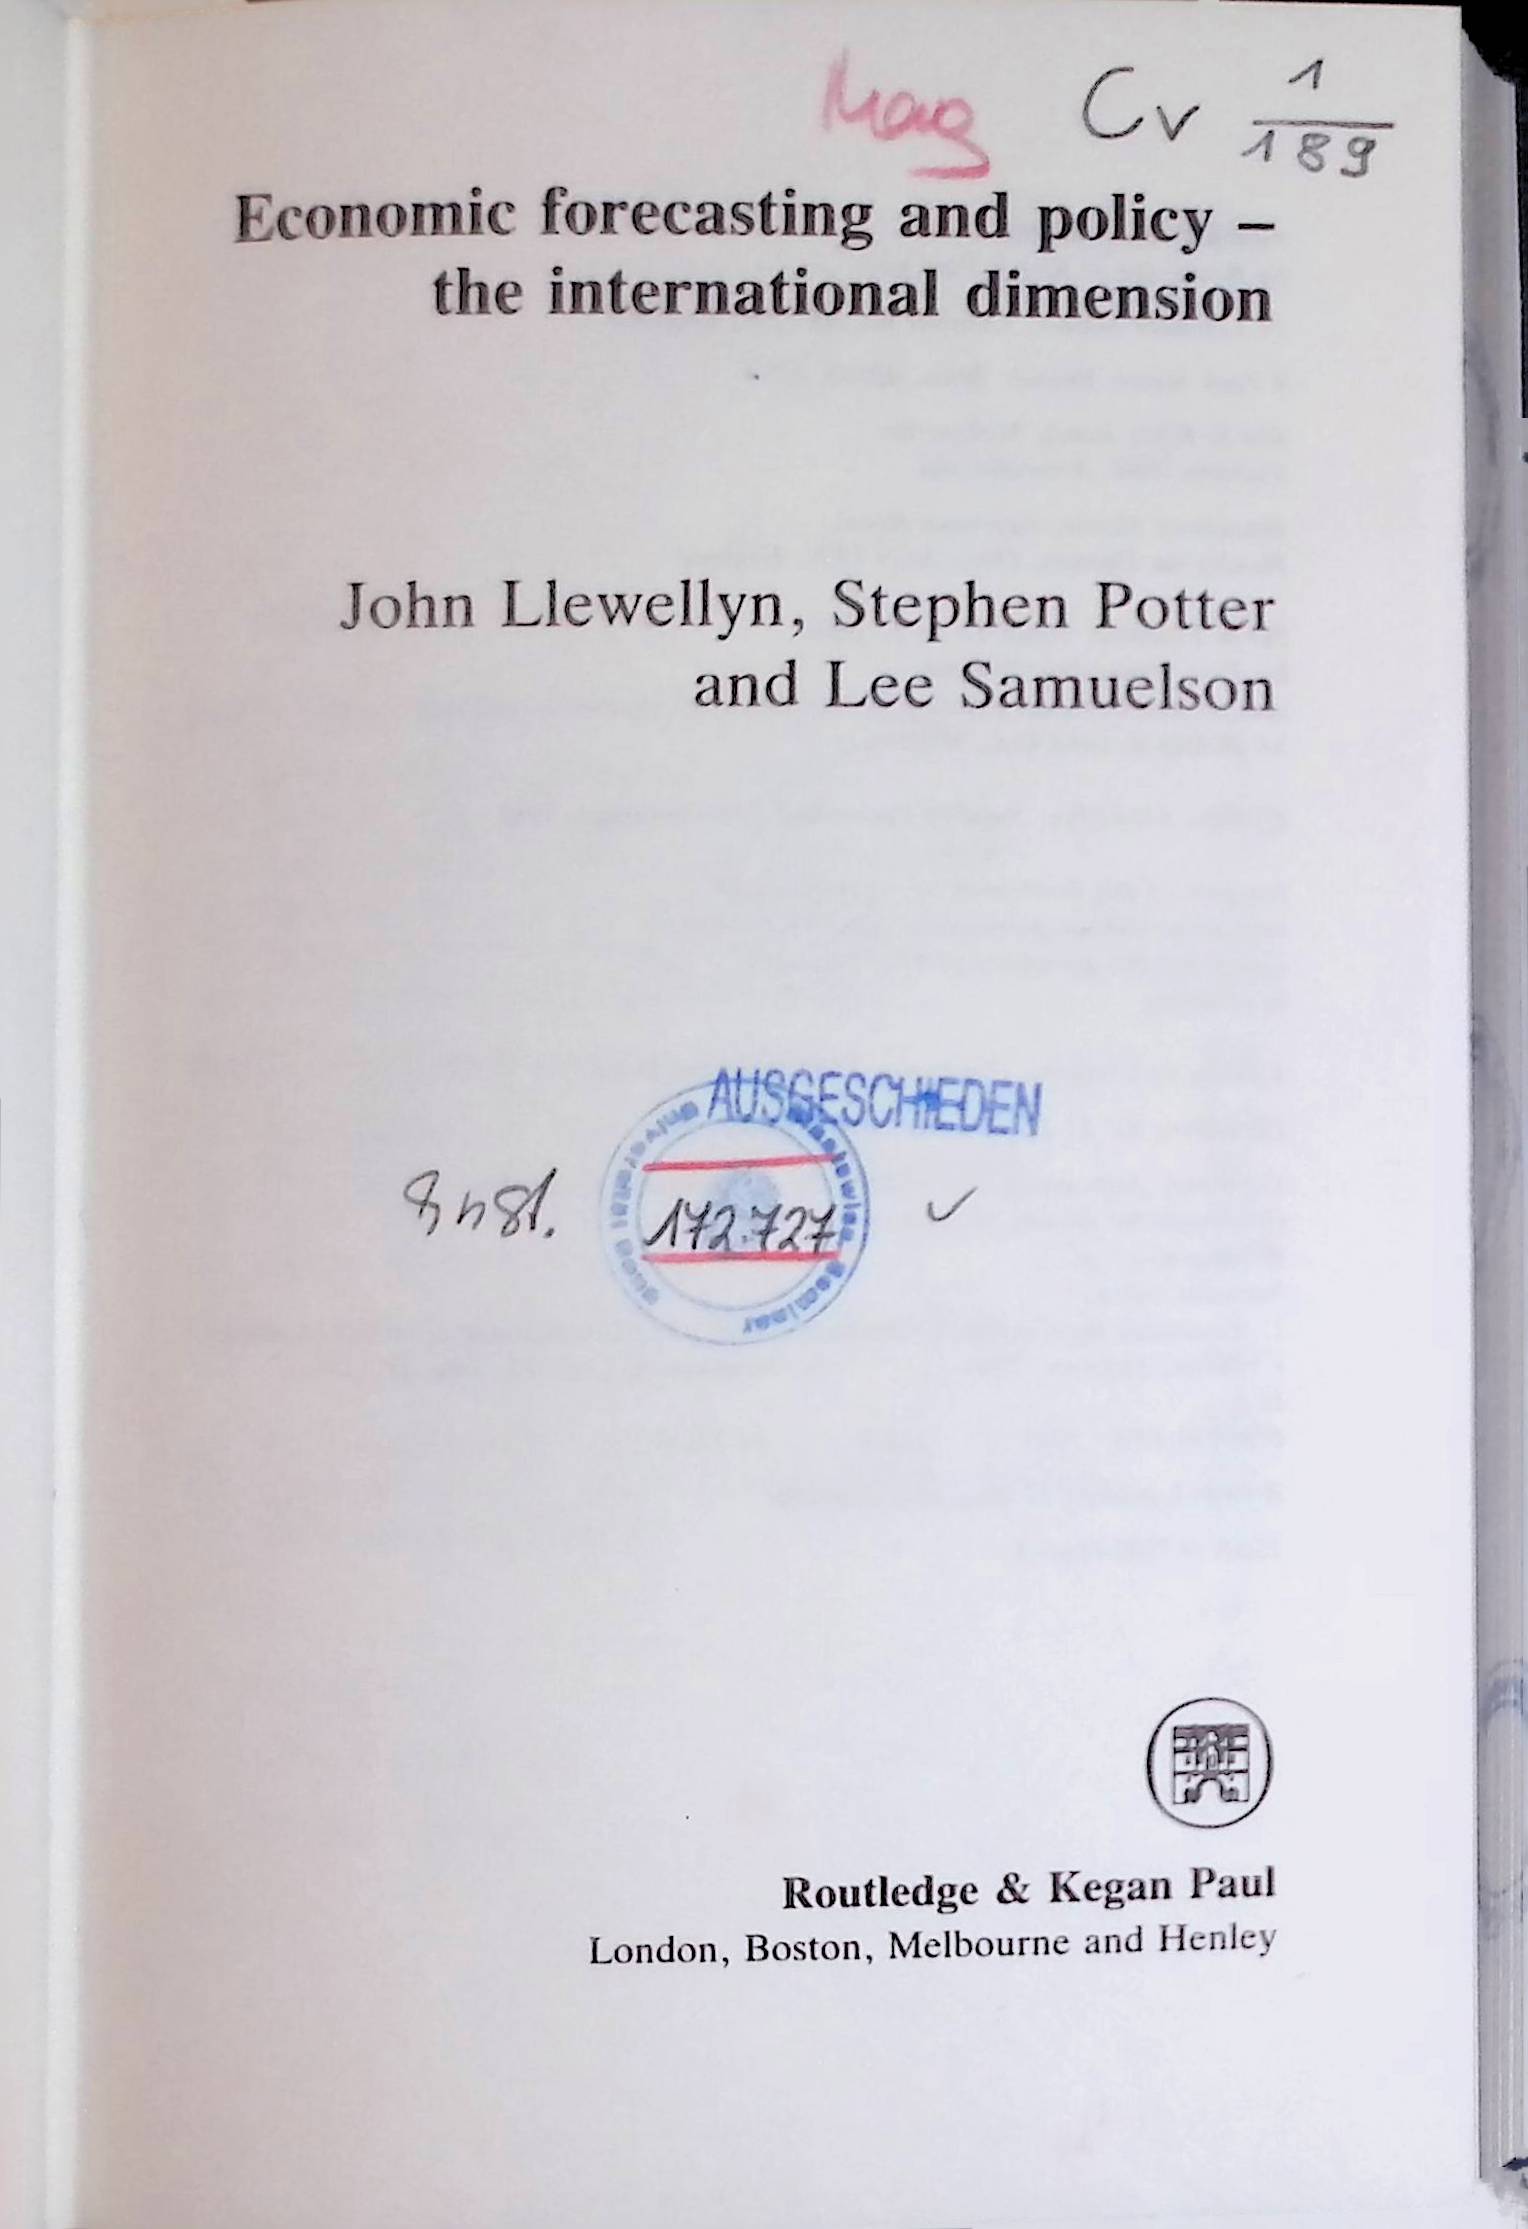 Mag Cv 1
189
Economic forecasting and policy –
the international dimension
John Llewellyn, Stephen Potter
and Lee Samuelson
AUSGESCHIEDEN
172.727 ✓
Seminar
Routledge & Kegan Paul
London, Boston, Melbourne and Henley